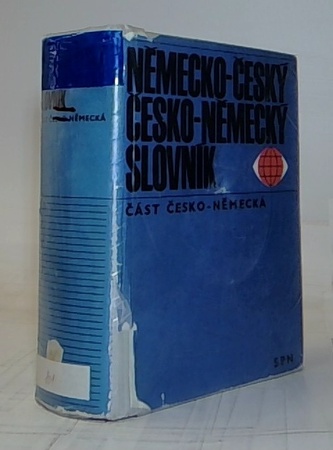 NĚMECKO-ČESKÝ
ČESKO-NĚMECKÝ
SLOVNÍK
ČÁST ČESKO-NĚMECKÁ
SPN
NĚMECKÁ